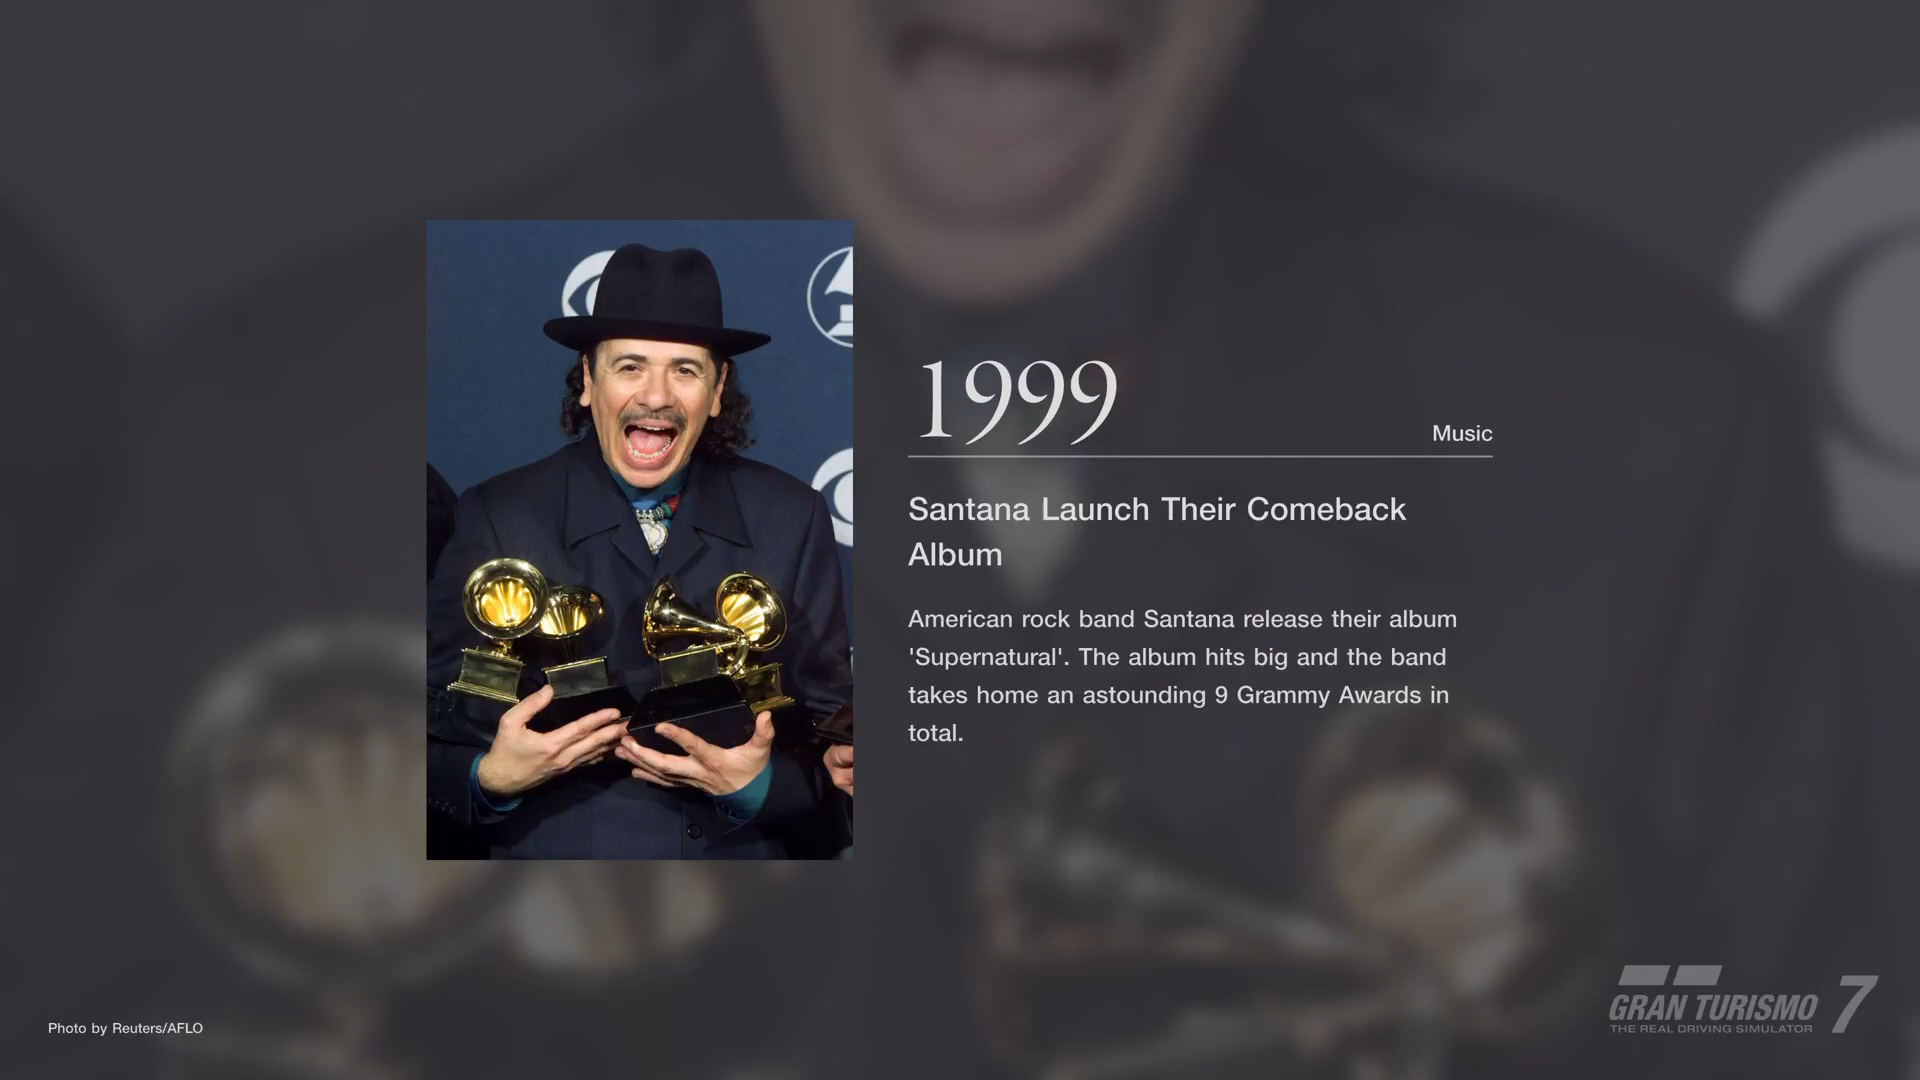 1999
Music
Santana Launch Their Comeback
Album
American rock band Santana release their album
'Supernatural'. The album hits big and the band
takes home an astounding 9 Grammy Awards in
total.
Photo by Reuters/AFLO
GRAN TURISMO 7
THE REAL DRIVING SIMULATOR